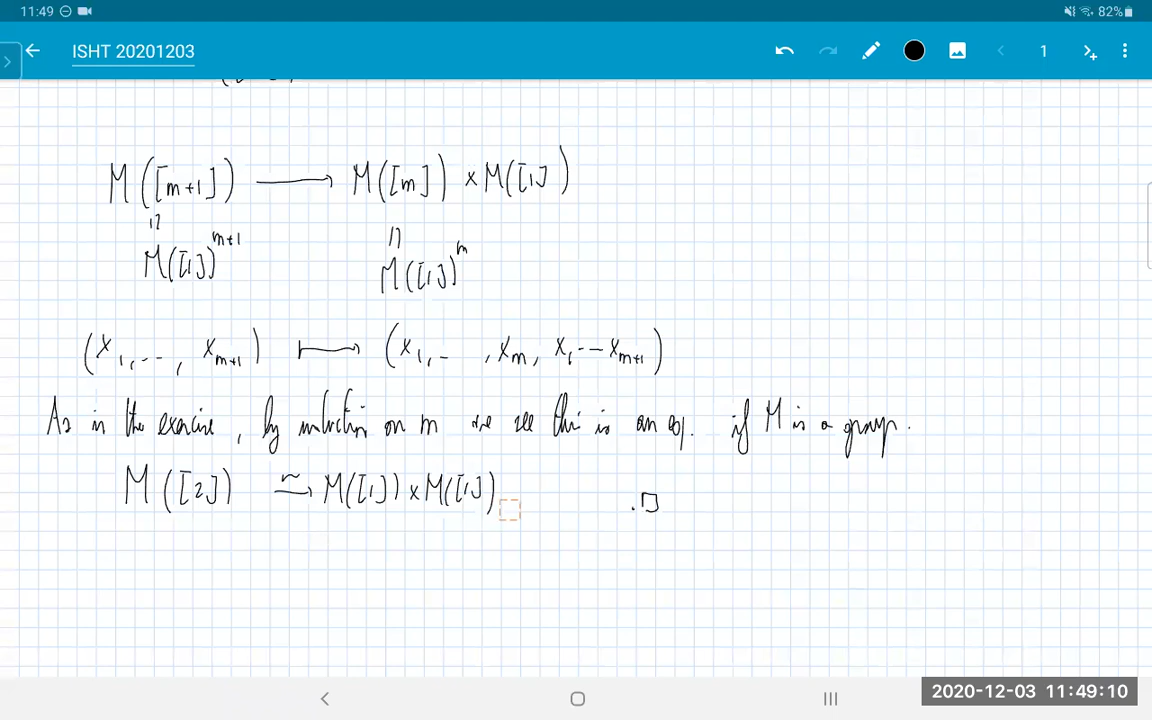 11:49 82%
ISHT 20201203 1
M([m+1]) → M([m]) × M([1])
M([1])^{m+1} M([1])^m
(x_1, ..., x_{m+1}) ↦ (x_1, .. , x_m, x_1 ... x_{m+1})
As in the exercise, by induction on m we see this is an eq. if M is a group.
M([2]) ~→ M([1]) × M([1]) . □
2020-12-03 11:49:10